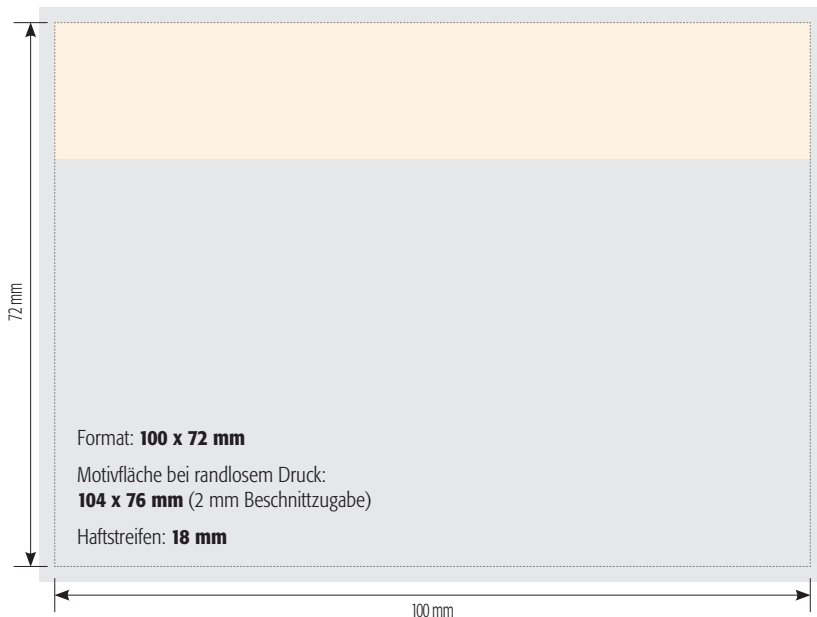 72 mm
Format: 100 x 72 mm
Motivfläche bei randlosem Druck:
104 x 76 mm (2 mm Beschnittzugabe)
Haftstreifen: 18 mm
100 mm